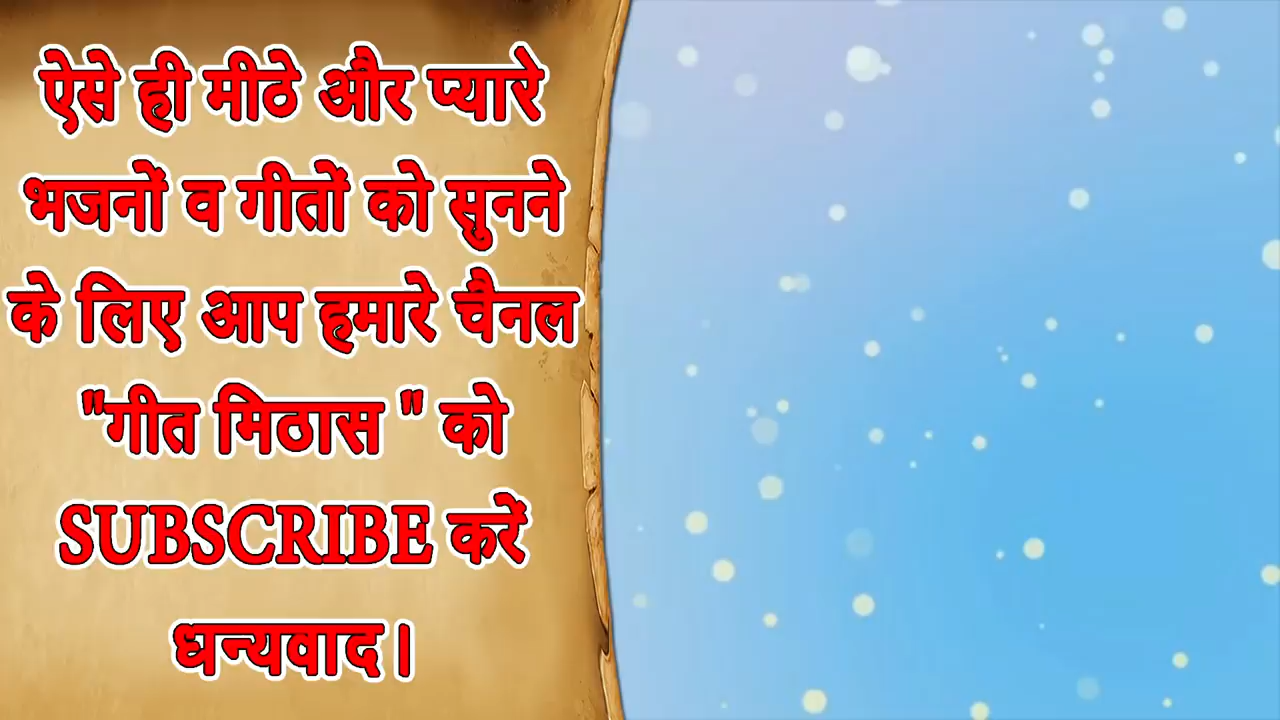 ऐसे ही मीठे और प्यारे
भजनों व गीतों को सुनने
के लिए आप हमारे चैनल
"गीत मिठास " को
SUBSCRIBE करें
धन्यवाद।